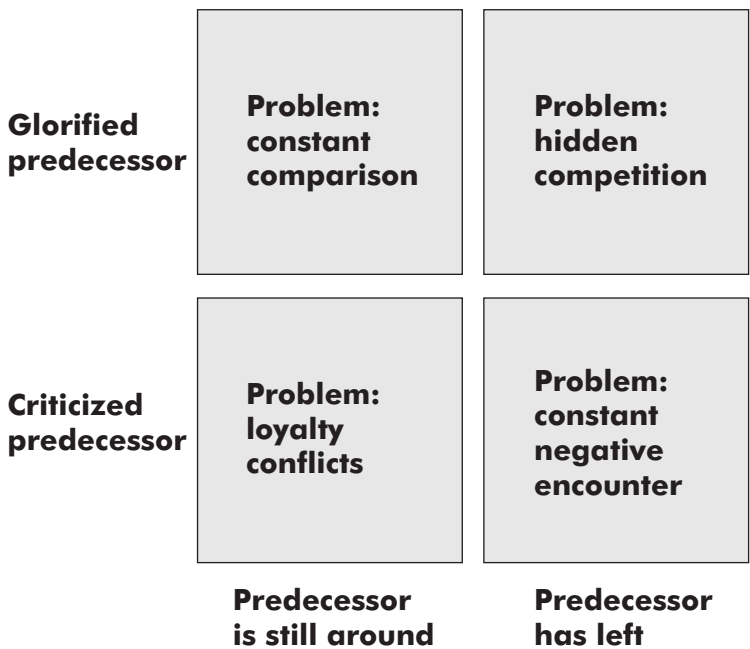 Glorified
predecessor
Problem:
constant
comparison
Problem:
hidden
competition
Criticized
predecessor
Problem:
loyalty
conflicts
Problem:
constant
negative
encounter
Predecessor
is still around
Predecessor
has left